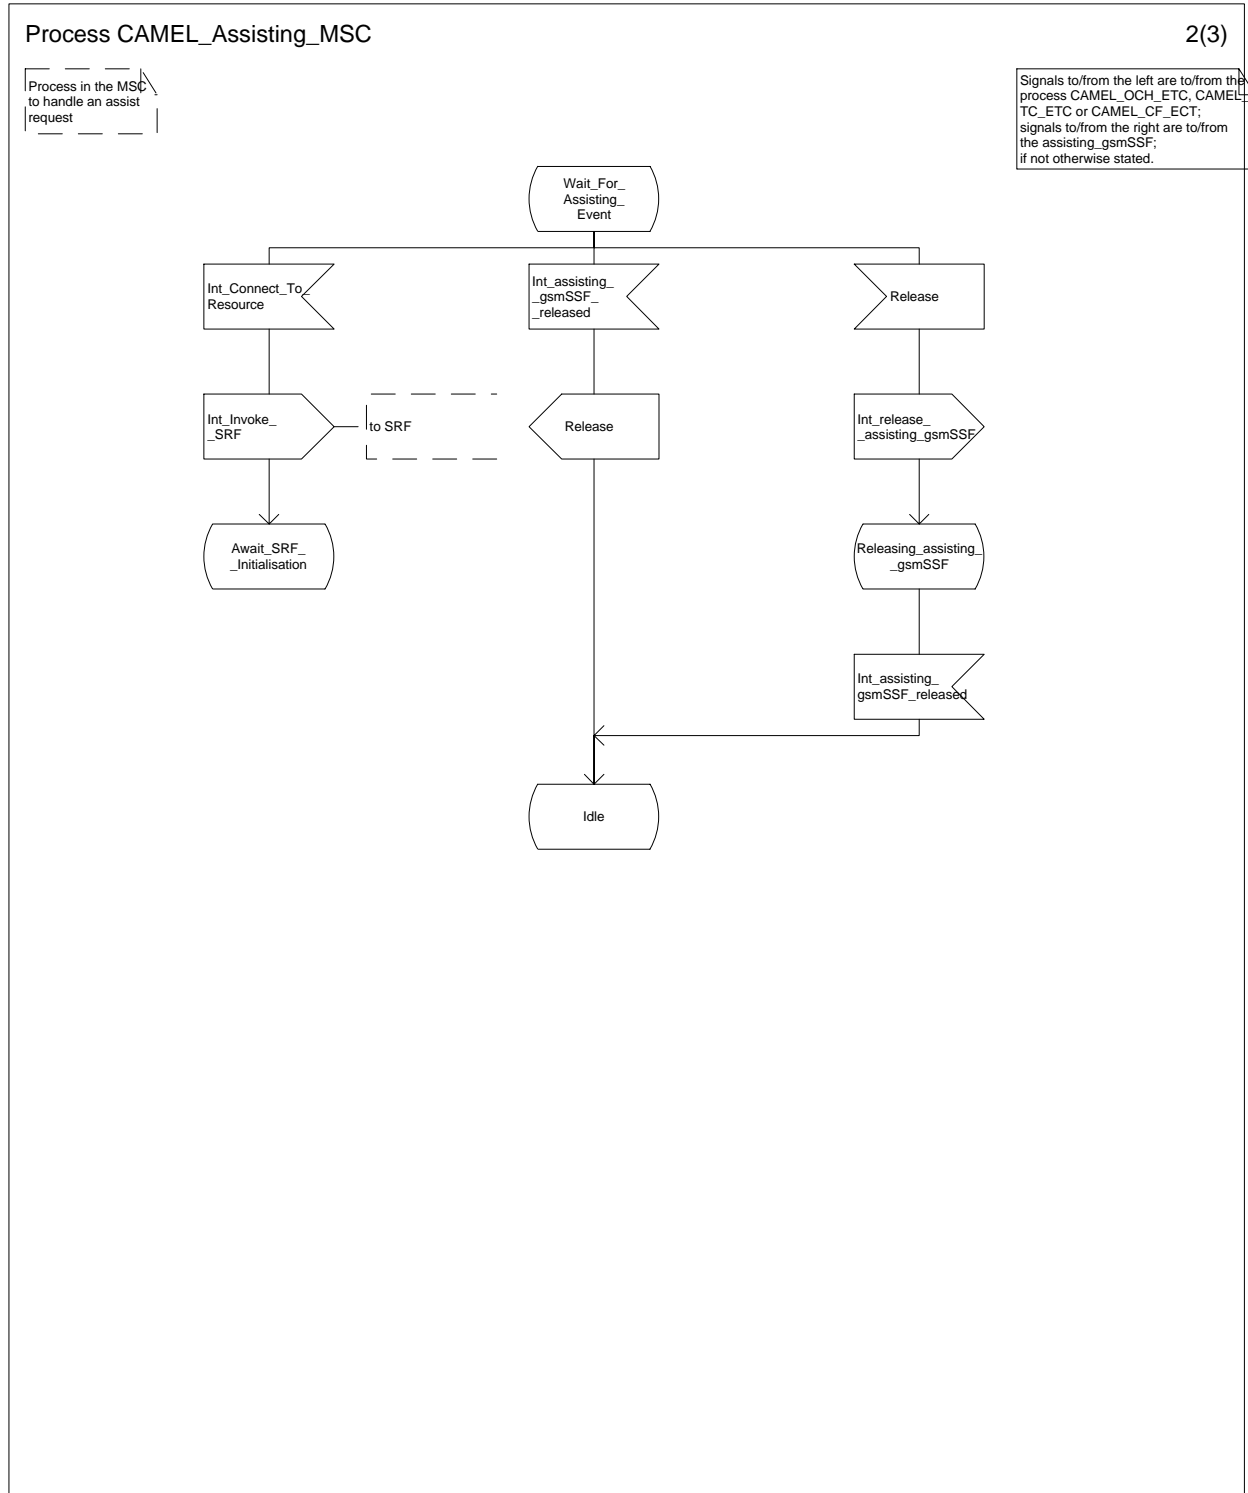 Process CAMEL_Assisting_MSC
2(3)
Process in the MSC
to handle an assist
request
Signals to/from the left are to/from the
process CAMEL_OCH_ETC, CAMEL_
TC_ETC or CAMEL_CF_ECT;
signals to/from the right are to/from
the assisting_gsmSSF;
if not otherwise stated.
Wait_For_
Assisting_
Event
Int_Connect_To_
Resource
Int_assisting_
_gsmSSF_
_released
Release
Int_Invoke_
_SRF
to SRF
Release
Int_release_
_assisting_gsmSSF
Await_SRF_
_Initialisation
Releasing_assisting_
_gsmSSF
Int_assisting_
gsmSSF_released
Idle